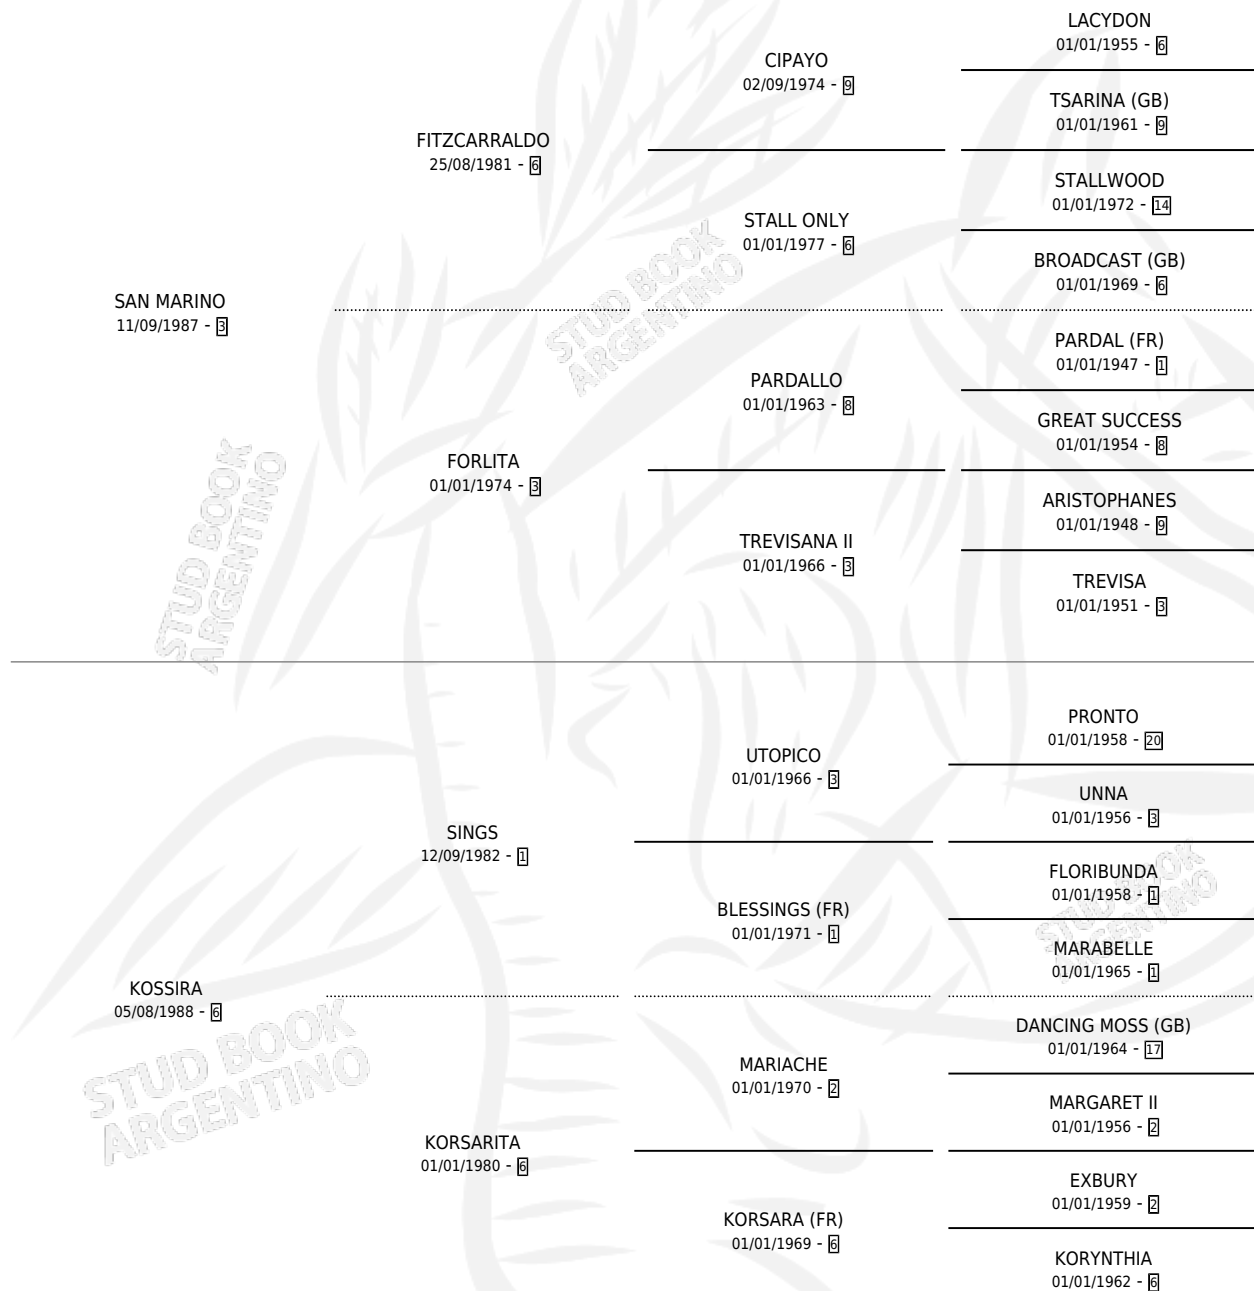 LACYDON
01/01/1955 - 6
CIPAYO
02/09/1974 - 9
TSARINA (GB)
01/01/1961 - 9
FITZCARRALDO
25/08/1981 - 6
STALLWOOD
01/01/1972 - 14
STALL ONLY
01/01/1977 - 6
BROADCAST (GB)
01/01/1969 - 6
SAN MARINO
11/09/1987 - 3
STUD BOOK
ARGENTINO
PARDAL (FR)
01/01/1947 - 1
PARDALLO
01/01/1963 - 8
GREAT SUCCESS
01/01/1954 - 8
FORLITA
01/01/1974 - 3
ARISTOPHANES
01/01/1948 - 9
TREVISANA II
01/01/1966 - 3
TREVISA
01/01/1951 - 3
STUD BOOK
ARGENTINO
PRONTO
01/01/1958 - 20
UTOPICO
01/01/1966 - 3
UNNA
01/01/1956 - 3
SINGS
12/09/1982 - 1
FLORIBUNDA
01/01/1958 - 1
BLESSINGS (FR)
01/01/1971 - 1
STUD BOOK
ARGENTINO
MARABELLE
01/01/1965 - 1
KOSSIRA
05/08/1988 - 6
DANCING MOSS (GB)
01/01/1964 - 17
STUD BOOK
ARGENTINO
MARIACHE
01/01/1970 - 2
MARGARET II
01/01/1956 - 2
KORSARITA
01/01/1980 - 6
EXBURY
01/01/1959 - 2
KORSARA (FR)
01/01/1969 - 6
KORYNTHIA
01/01/1962 - 6